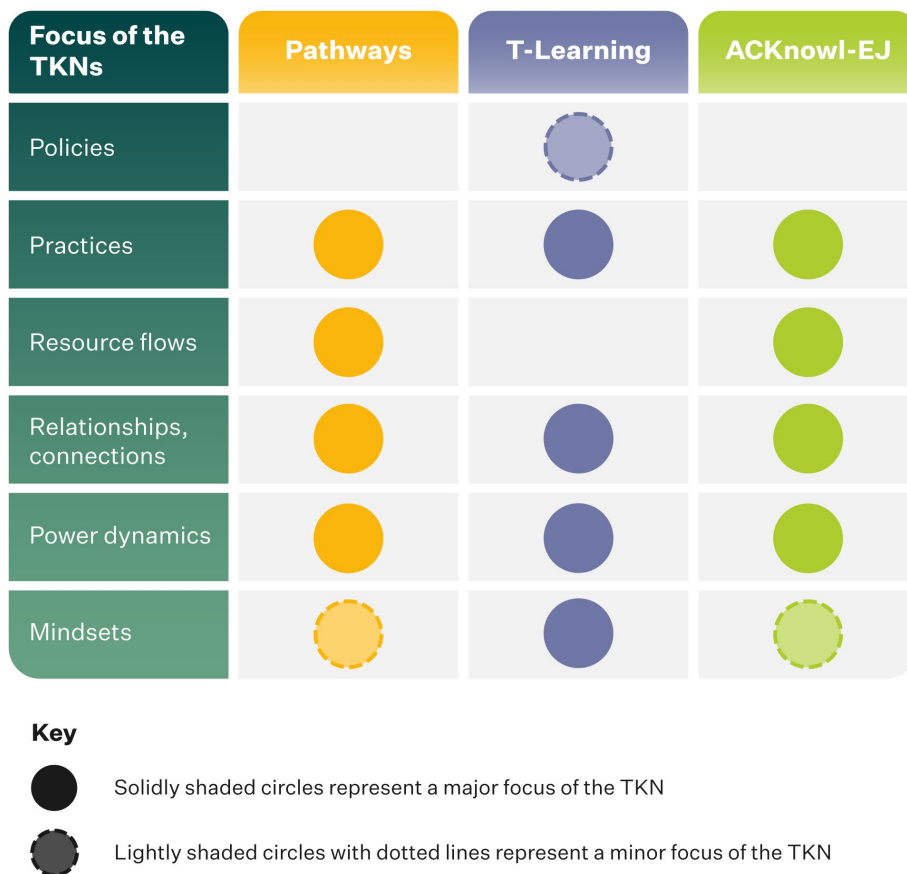 Focus of the
TKNs
Pathways
T-Learning
ACKnowl-EJ
Policies
Practices
Resource flows
Relationships,
connections
Power dynamics
Mindsets
Key
Solidly shaded circles represent a major focus of the TKN
Lightly shaded circles with dotted lines represent a minor focus of the TKN